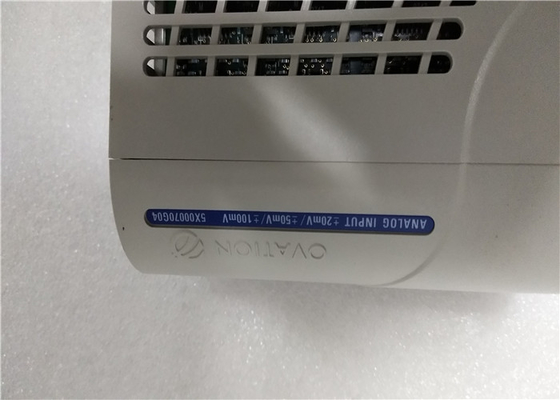 OVATION
ANALOG INPUT ±20mV/±50mV/±100mV 5X00070G04